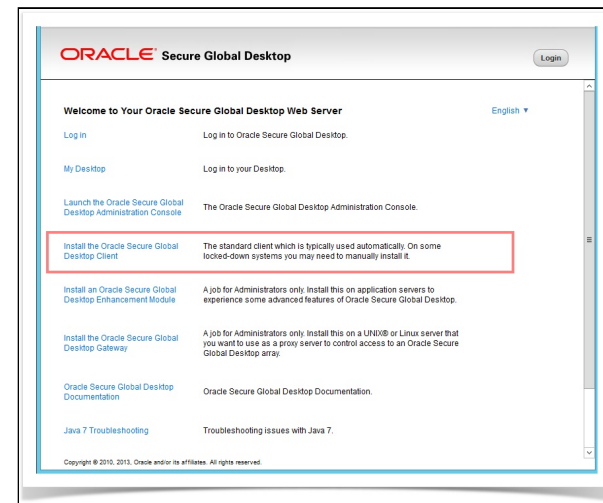 ORACLE Secure Global Desktop
Login
Welcome to Your Oracle Secure Global Desktop Web Server
English ▼
Log in
Log in to Oracle Secure Global Desktop.
My Desktop
Log in to your Desktop.
Launch the Oracle Secure Global
Desktop Administration Console
The Oracle Secure Global Desktop Administration Console.
Install the Oracle Secure Global
Desktop Client
The standard client which is typically used automatically. On some
locked-down systems you may need to manually install it.
Install an Oracle Secure Global
Desktop Enhancement Module
A job for Administrators only. Install this on application servers to
experience some advanced features of Oracle Secure Global Desktop.
Install the Oracle Secure Global
Desktop Gateway
A job for Administrators only. Install this on a UNIX® or Linux server that
you want to use as a proxy server to control access to an Oracle Secure
Global Desktop array.
Oracle Secure Global Desktop
Documentation
Oracle Secure Global Desktop Documentation.
Java 7 Troubleshooting
Troubleshooting issues with Java 7.
Copyright © 2010, 2013, Oracle and/or its affiliates. All rights reserved.